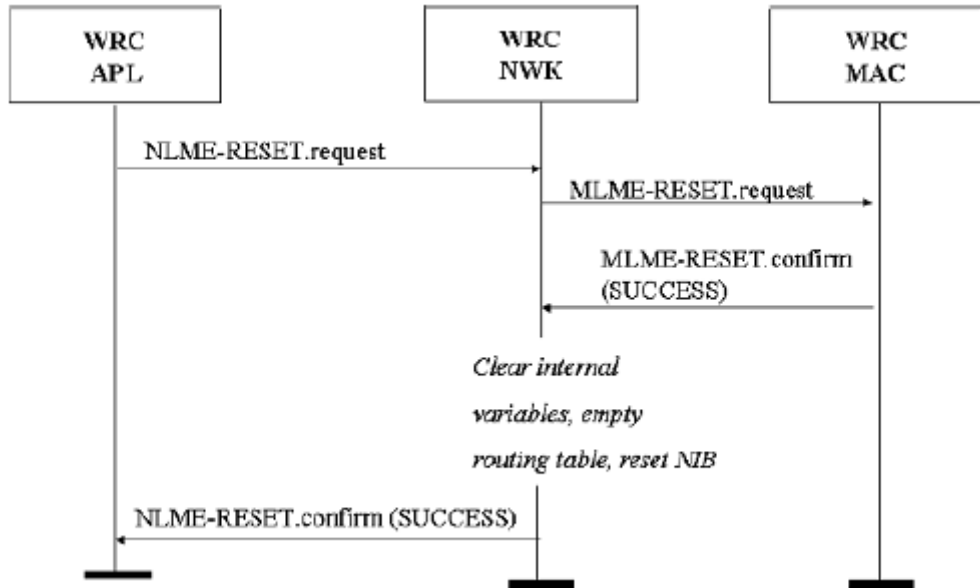 WRC
APL
WRC
NWK
WRC
MAC
NLME-RESET.request
MLME-RESET.request
MLME-RESET.confirm
(SUCCESS)
Clear internal
variables, empty
routing table, reset NIB
NLME-RESET.confirm (SUCCESS)